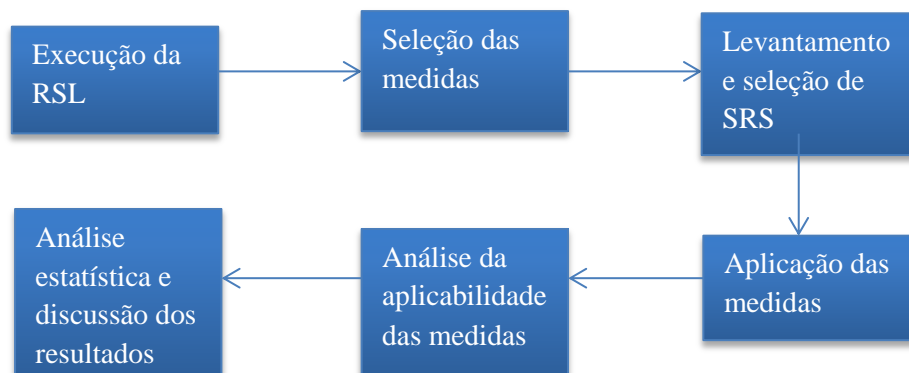 Execução da
RSL
Seleção das
medidas
Levantamento
e seleção de
SRS
Aplicação das
medidas
Análise da
aplicabilidade
das medidas
Análise
estatística e
discussão dos
resultados